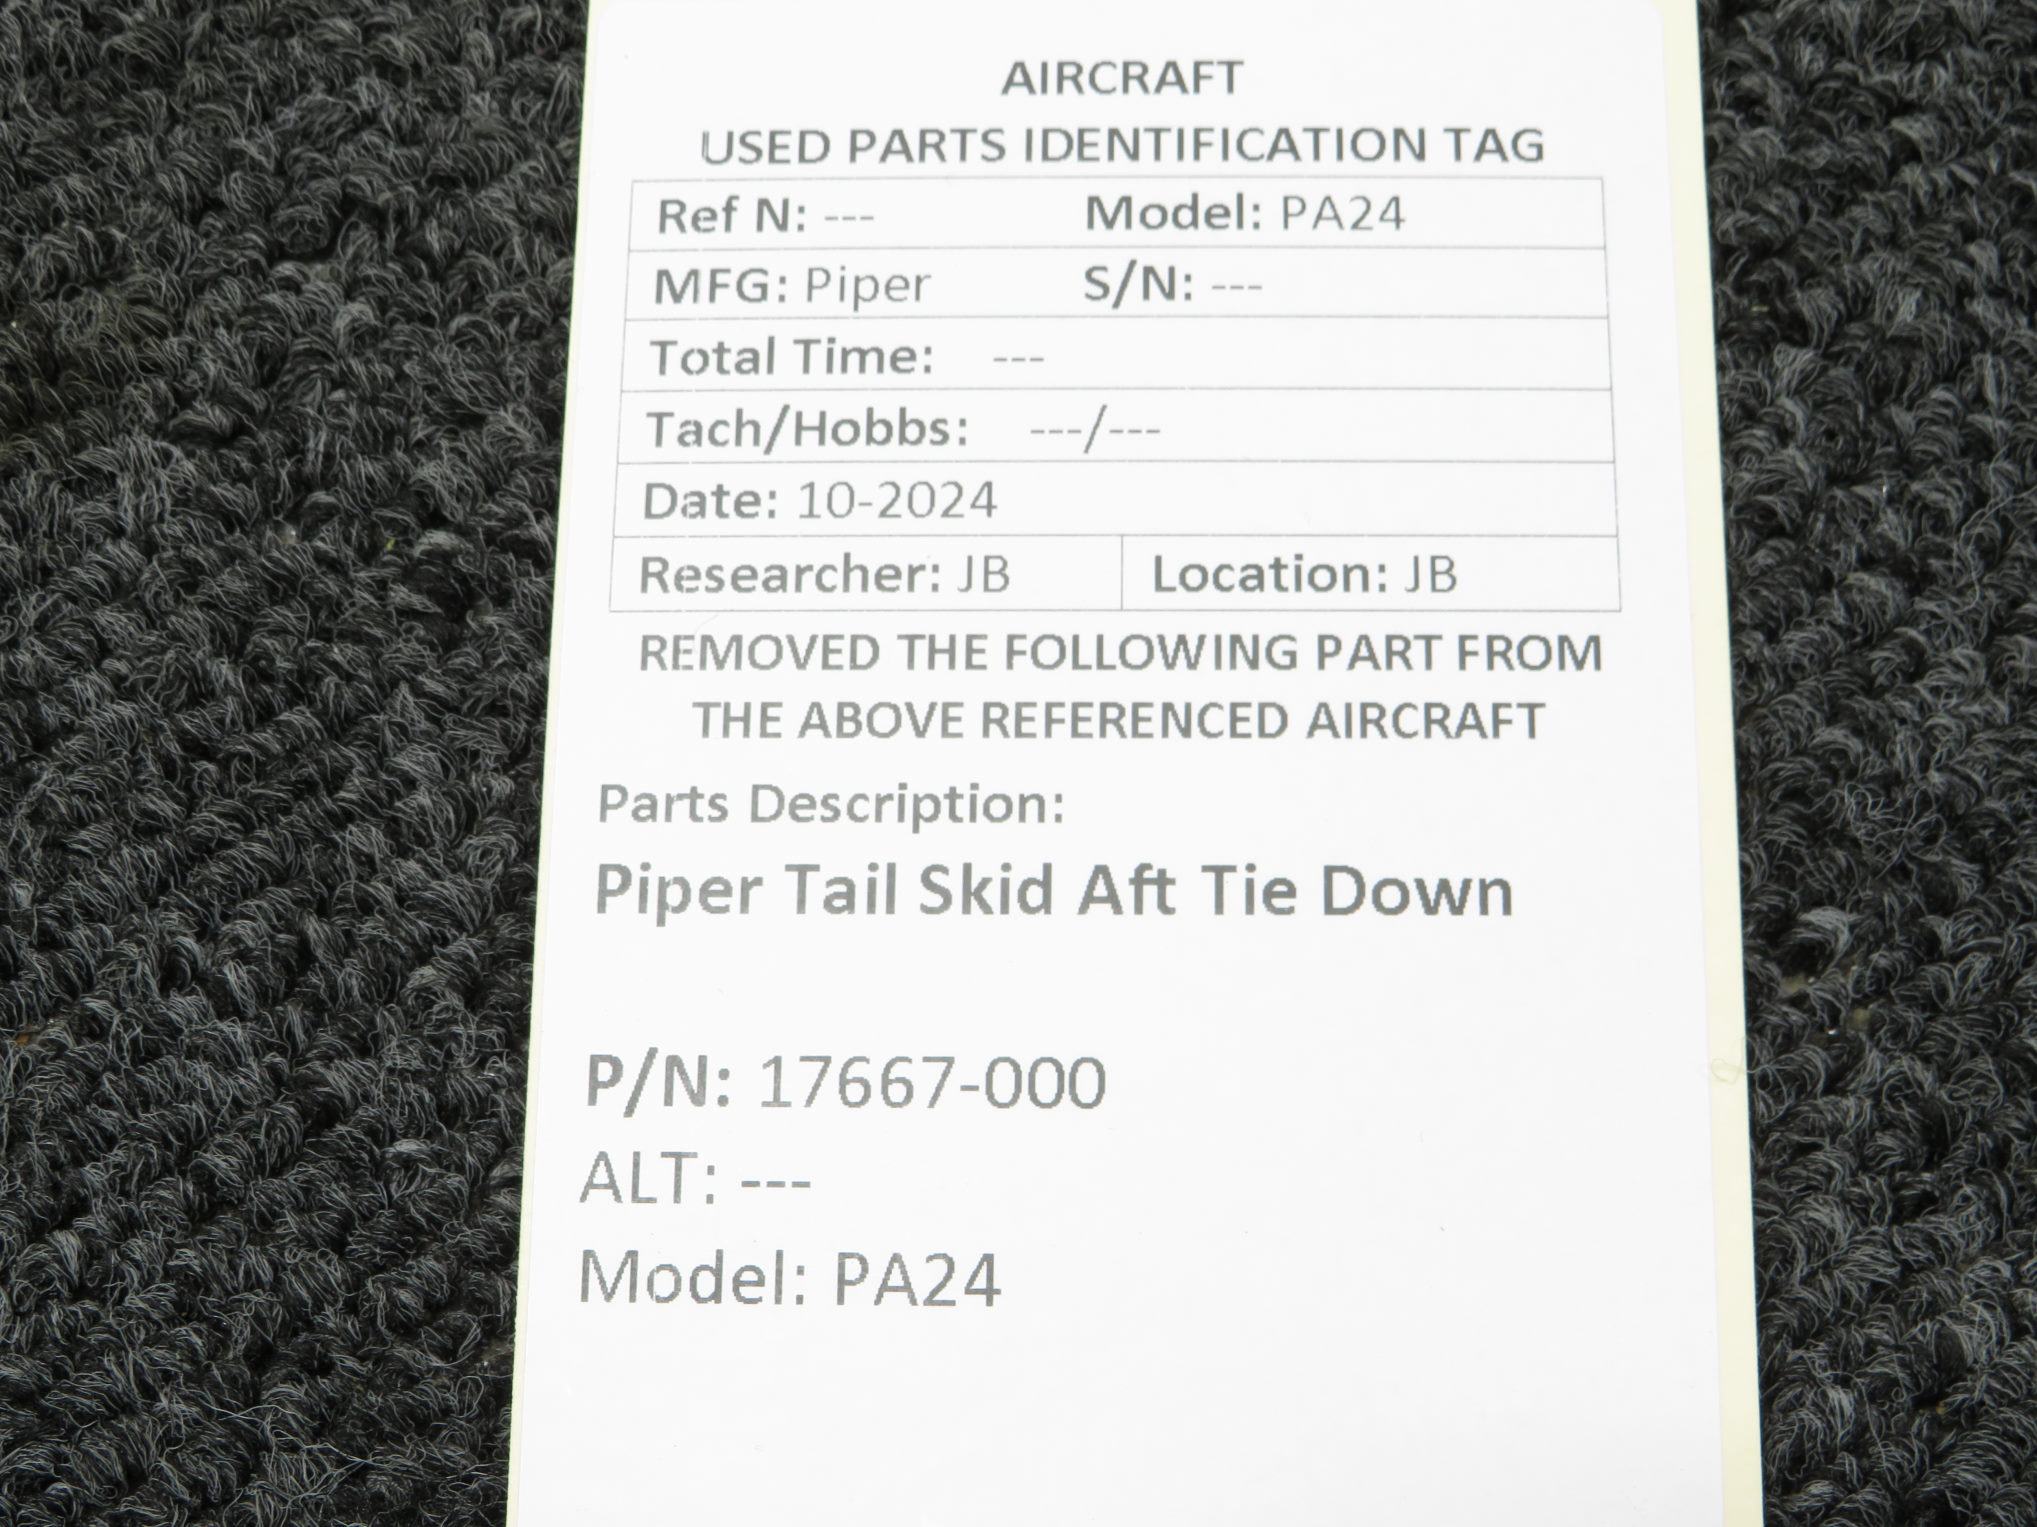 AIRCRAFT
USED PARTS IDENTIFICATION TAG
Ref N: --- Model: PA24
MFG: Piper S/N: ---
Total Time: ---
Tach/Hobbs: ---/---
Date: 10-2024
Researcher: JB Location: JB
REMOVED THE FOLLOWING PART FROM
THE ABOVE REFERENCED AIRCRAFT
Parts Description:
Piper Tail Skid Aft Tie Down
P/N: 17667-000
ALT: ---
Model: PA24